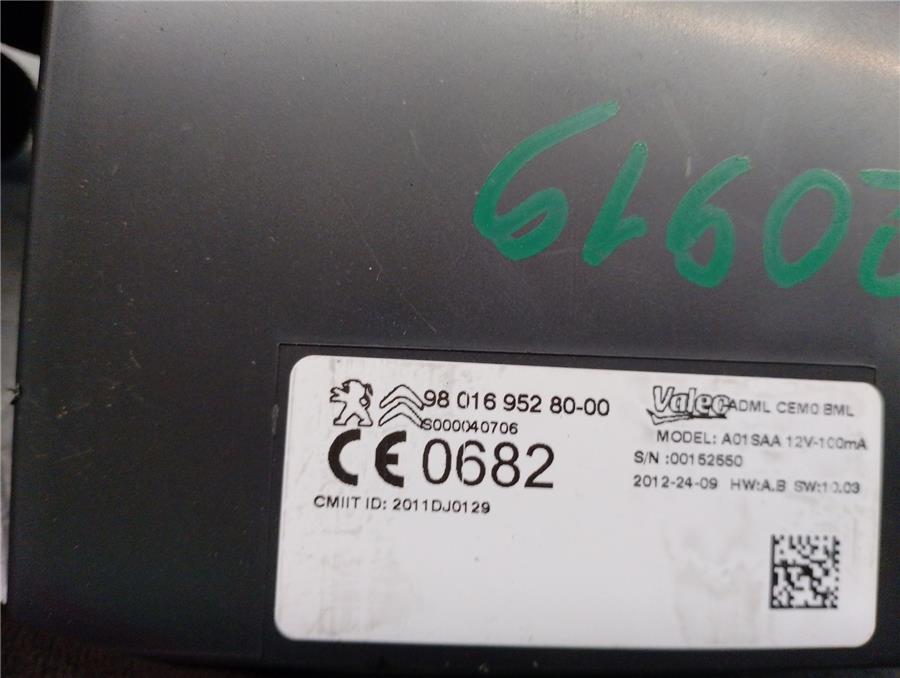 98 016 952 80-00
S000040706
CE 0682
CMIIT ID: 2011DJ0129
Valeo ADML CEM0 BML
MODEL: A01SAA 12V-100mA
S/N :00152550
2012-24-09 HW:A.B SW:10.03